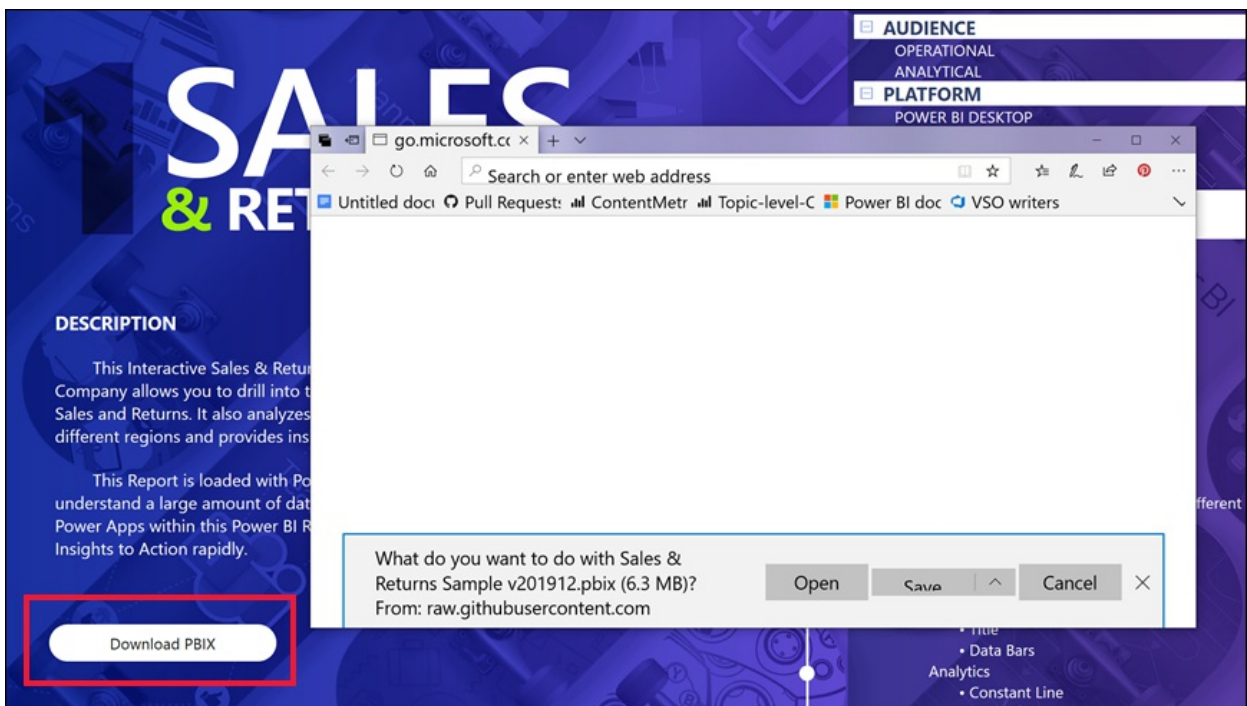 1
SALES
& RET
DESCRIPTION
This Interactive Sales & Retur
Company allows you to drill into t
Sales and Returns. It also analyzes
different regions and provides ins
This Report is loaded with Po
understand a large amount of dat
Power Apps within this Power BI R
Insights to Action rapidly.
Download PBIX
AUDIENCE
OPERATIONAL
ANALYTICAL
PLATFORM
POWER BI DESKTOP
go.microsoft.cc
Search or enter web address
Untitled docu
Pull Requests
ContentMetr
Topic-level-C
Power BI doc
VSO writers
What do you want to do with Sales &
Returns Sample v201912.pbix (6.3 MB)?
From: raw.githubusercontent.com
Open
Save
Cancel
fferent
• Title
• Data Bars
Analytics
• Constant Line